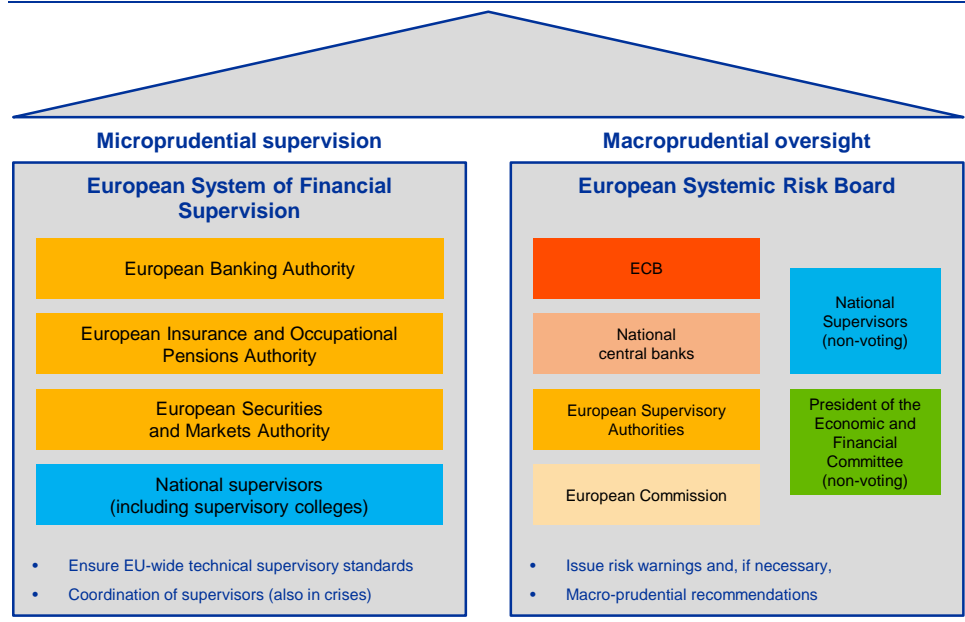 Microprudential supervision
European System of Financial
Supervision
European Banking Authority
European Insurance and Occupational
Pensions Authority
European Securities
and Markets Authority
National supervisors
(including supervisory colleges)
• Ensure EU-wide technical supervisory standards
• Coordination of supervisors (also in crises)
Macroprudential oversight
European Systemic Risk Board
ECB
National
central banks
European Supervisory
Authorities
European Commission
National
Supervisors
(non-voting)
President of the
Economic and
Financial
Committee
(non-voting)
• Issue risk warnings and, if necessary,
• Macro-prudential recommendations